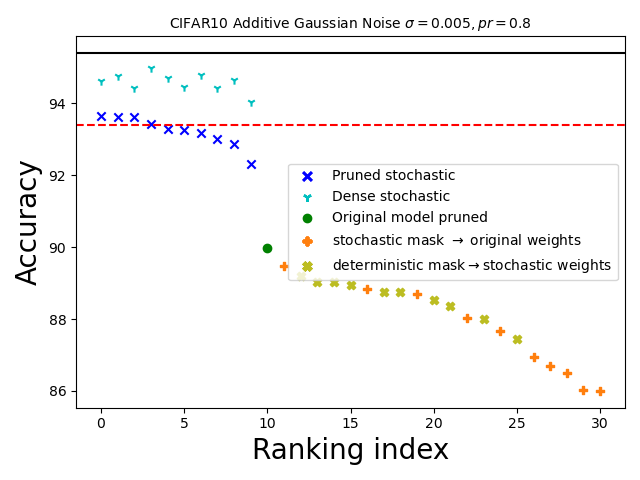 CIFAR10 Additive Gaussian Noise σ = 0.005, pr = 0.8
Accuracy
94
92
90
88
86
Pruned stochastic
Dense stochastic
Original model pruned
stochastic mask → original weights
deterministic mask → stochastic weights
0 5 10 15 20 25 30
Ranking index